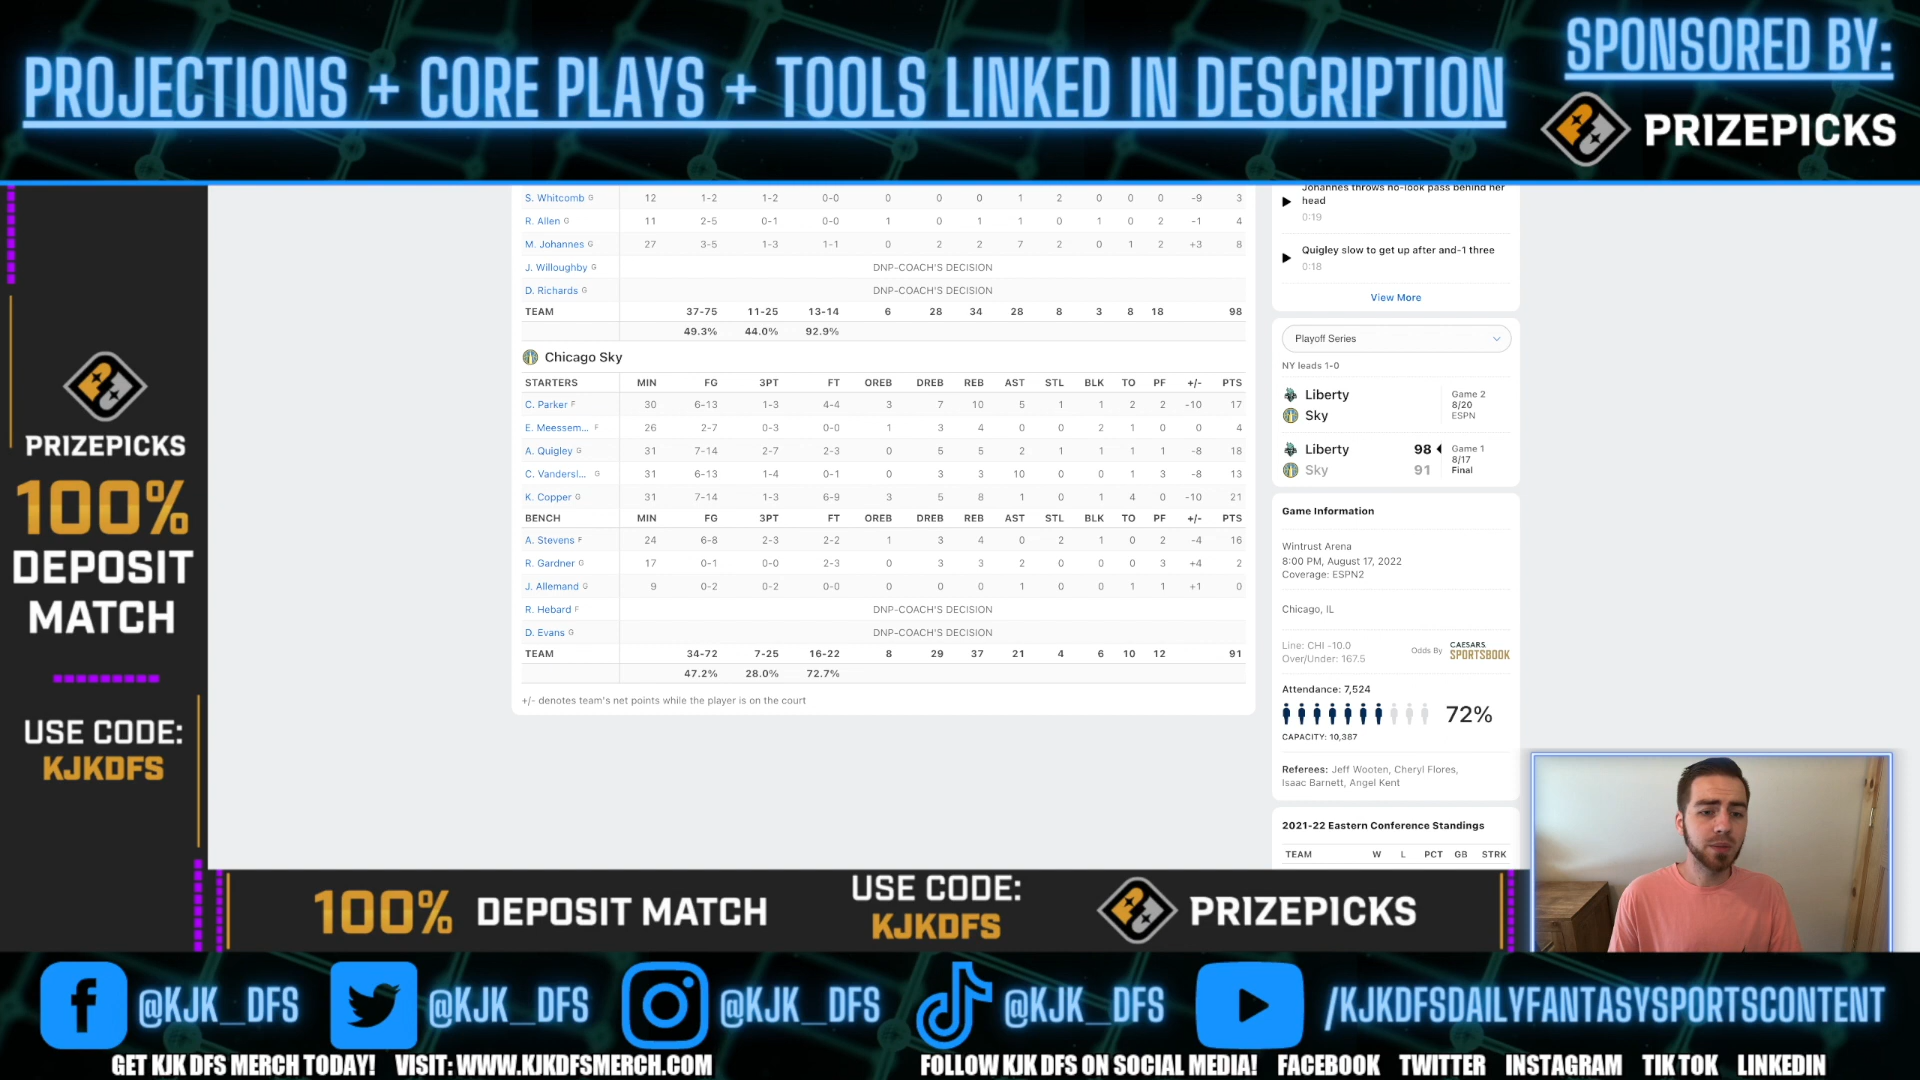 PROJECTIONS + CORE PLAYS + TOOLS LINKED IN DESCRIPTION
SPONSORED BY:
PRIZEPICKS
PRIZEPICKS
100%
DEPOSIT
MATCH
USE CODE:
KJKDFS
S. Whitcomb G 12 1-2 1-2 0-0 0 0 0 1 2 0 0 0 -9 3
R. Allen G 11 2-5 0-1 0-0 1 0 1 1 0 1 0 2 -1 4
M. Johannes G 27 3-5 1-3 1-1 0 2 2 7 2 0 1 2 +3 8
J. Willoughby G DNP-COACH'S DECISION
D. Richards G DNP-COACH'S DECISION
TEAM 37-75 11-25 13-14 6 28 34 28 8 3 8 18 98
49.3% 44.0% 92.9%
Chicago Sky
STARTERS MIN FG 3PT FT OREB DREB REB AST STL BLK TO PF +/- PTS
C. Parker F 30 6-13 1-3 4-4 3 7 10 5 1 1 2 2 -10 17
E. Meessem... F 26 2-7 0-3 0-0 1 3 4 0 0 2 1 0 0 4
A. Quigley G 31 7-14 2-7 2-3 0 5 5 2 1 1 1 1 -8 18
C. Vandersl... G 31 6-13 1-4 0-1 0 3 3 10 0 0 1 3 -8 13
K. Copper G 31 7-14 1-3 6-9 3 5 8 1 0 1 4 0 -10 21
BENCH MIN FG 3PT FT OREB DREB REB AST STL BLK TO PF +/- PTS
A. Stevens F 24 6-8 2-3 2-2 1 3 4 0 2 1 0 2 -4 16
R. Gardner G 17 0-1 0-0 2-3 0 3 3 2 0 0 0 3 +4 2
J. Allemand G 9 0-2 0-2 0-0 0 0 0 1 0 0 1 1 +1 0
R. Hebard F DNP-COACH'S DECISION
D. Evans G DNP-COACH'S DECISION
TEAM 34-72 7-25 16-22 8 29 37 21 4 6 10 12 91
47.2% 28.0% 72.7%
+/- denotes team's net points while the player is on the court
Johannes throws no-look pass behind her
head
0:19
Quigley slow to get up after and-1 three
0:18
View More
Playoff Series
NY leads 1-0
Liberty
Sky
Game 2
8/20
ESPN
Liberty 98
Sky 91
Game 1
8/17
Final
Game Information
Wintrust Arena
8:00 PM, August 17, 2022
Coverage: ESPN2
Chicago, IL
Line: CHI -10.0
Over/Under: 167.5
Odds By CAESARS SPORTSBOOK
Attendance: 7,524
72%
CAPACITY: 10,387
Referees: Jeff Wooten, Cheryl Flores,
Isaac Barnett, Angel Kent
2021-22 Eastern Conference Standings
TEAM W L PCT GB STRK
100% DEPOSIT MATCH
USE CODE:
KJKDFS
PRIZEPICKS
@KJK_DFS @KJK_DFS @KJK_DFS @KJK_DFS /KJKDFSDAILYFANTASYSPORTSCONTENT
GET KJK DFS MERCH TODAY! VISIT: WWW.KJKDFSMERCH.COM FOLLOW KJK DFS ON SOCIAL MEDIA! FACEBOOK TWITTER INSTAGRAM TIK TOK LINKEDIN